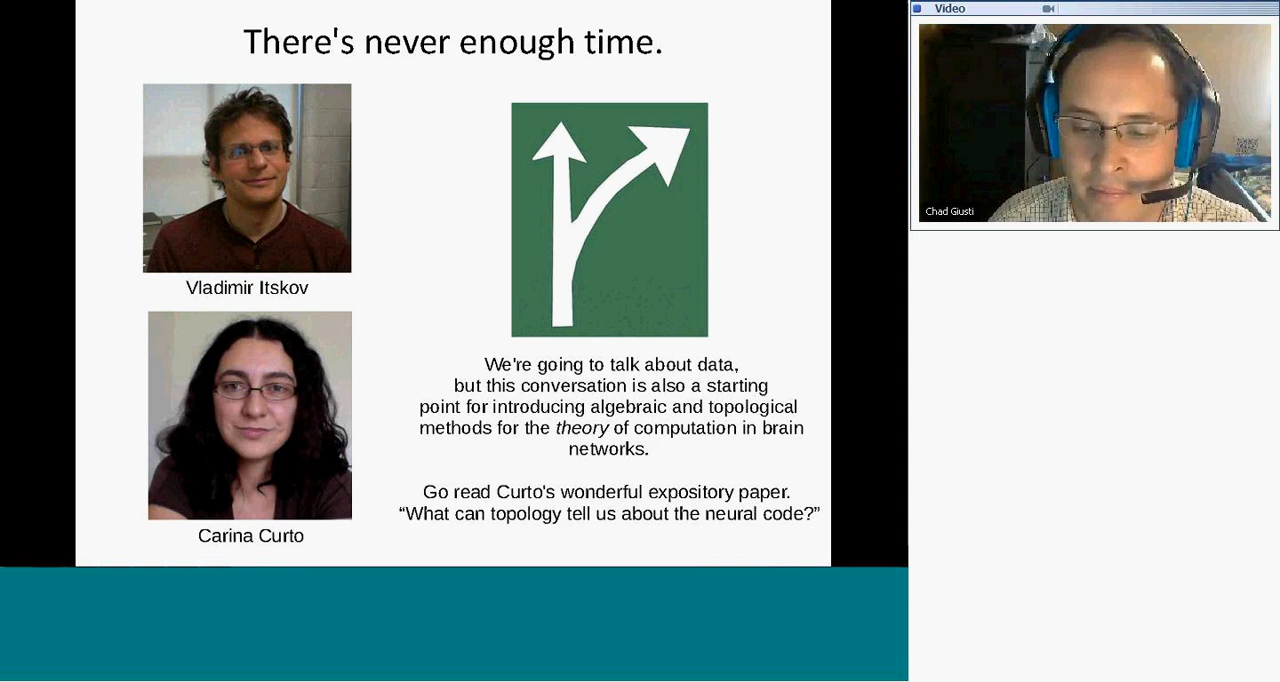 There's never enough time.
Vladimir Itskov
Carina Curto
We're going to talk about data,
but this conversation is also a starting
point for introducing algebraic and topological
methods for the theory of computation in brain
networks.
Go read Curto's wonderful expository paper.
“What can topology tell us about the neural code?”
Video
Chad Giusti